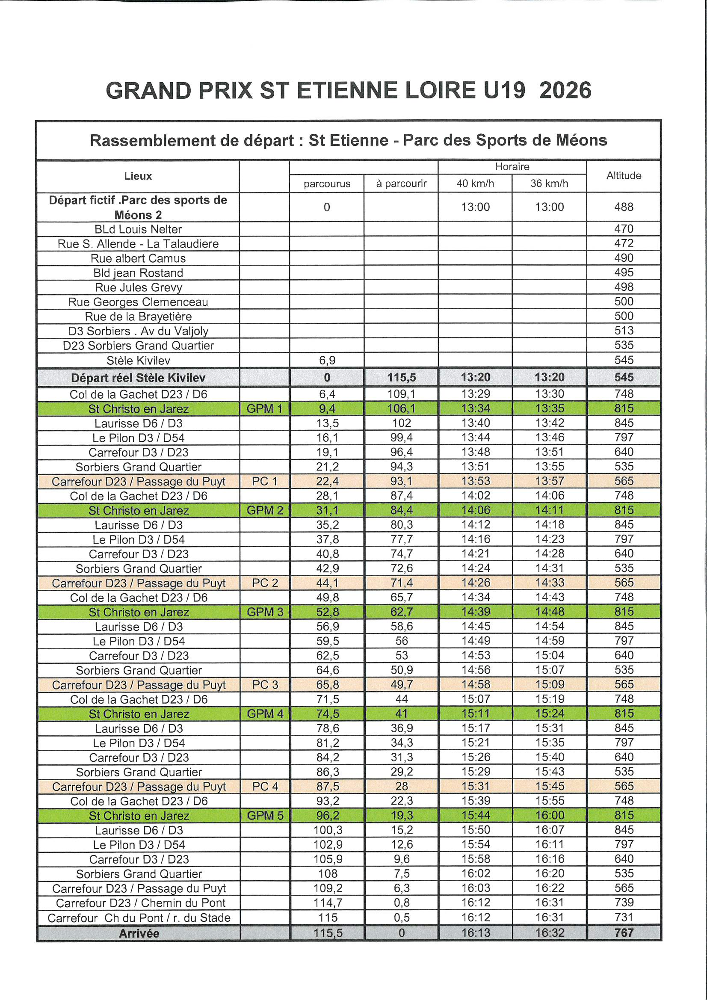 GRAND PRIX ST ETIENNE LOIRE U19 2026
Rassemblement de départ : St Etienne - Parc des Sports de Méons
Lieux parcourus à parcourir Horaire 40 km/h 36 km/h Altitude
Départ fictif .Parc des sports de
Méons 2 0 13:00 13:00 488
BLd Louis Nelter 470
Rue S. Allende - La Talaudiere 472
Rue albert Camus 490
Bld jean Rostand 495
Rue Jules Grevy 498
Rue Georges Clemenceau 500
Rue de la Brayetière 500
D3 Sorbiers . Av du Valjoly 513
D23 Sorbiers Grand Quartier 535
Stèle Kivilev 6,9 545
Départ réel Stèle Kivilev 0 115,5 13:20 13:20 545
Col de la Gachet D23 / D6 6,4 109,1 13:29 13:30 748
St Christo en Jarez GPM 1 9,4 106,1 13:34 13:35 815
Laurisse D6 / D3 13,5 102 13:40 13:42 845
Le Pilon D3 / D54 16,1 99,4 13:44 13:46 797
Carrefour D3 / D23 19,1 96,4 13:48 13:51 640
Sorbiers Grand Quartier 21,2 94,3 13:51 13:55 535
Carrefour D23 / Passage du Puyt PC 1 22,4 93,1 13:53 13:57 565
Col de la Gachet D23 / D6 28,1 87,4 14:02 14:06 748
St Christo en Jarez GPM 2 31,1 84,4 14:06 14:11 815
Laurisse D6 / D3 35,2 80,3 14:12 14:18 845
Le Pilon D3 / D54 37,8 77,7 14:16 14:23 797
Carrefour D3 / D23 40,8 74,7 14:21 14:28 640
Sorbiers Grand Quartier 42,9 72,6 14:24 14:31 535
Carrefour D23 / Passage du Puyt PC 2 44,1 71,4 14:26 14:33 565
Col de la Gachet D23 / D6 49,8 65,7 14:34 14:43 748
St Christo en Jarez GPM 3 52,8 62,7 14:39 14:48 815
Laurisse D6 / D3 56,9 58,6 14:45 14:54 845
Le Pilon D3 / D54 59,5 56 14:49 14:59 797
Carrefour D3 / D23 62,5 53 14:53 15:04 640
Sorbiers Grand Quartier 64,6 50,9 14:56 15:07 535
Carrefour D23 / Passage du Puyt PC 3 65,8 49,7 14:58 15:09 565
Col de la Gachet D23 / D6 71,5 44 15:07 15:19 748
St Christo en Jarez GPM 4 74,5 41 15:11 15:24 815
Laurisse D6 / D3 78,6 36,9 15:17 15:31 845
Le Pilon D3 / D54 81,2 34,3 15:21 15:35 797
Carrefour D3 / D23 84,2 31,3 15:26 15:40 640
Sorbiers Grand Quartier 86,3 29,2 15:29 15:43 535
Carrefour D23 / Passage du Puyt PC 4 87,5 28 15:31 15:45 565
Col de la Gachet D23 / D6 93,2 22,3 15:39 15:55 748
St Christo en Jarez GPM 5 96,2 19,3 15:44 16:00 815
Laurisse D6 / D3 100,3 15,2 15:50 16:07 845
Le Pilon D3 / D54 102,9 12,6 15:54 16:11 797
Carrefour D3 / D23 105,9 9,6 15:58 16:16 640
Sorbiers Grand Quartier 108 7,5 16:02 16:20 535
Carrefour D23 / Passage du Puyt 109,2 6,3 16:03 16:22 565
Carrefour D23 / Chemin du Pont 114,7 0,8 16:12 16:31 739
Carrefour Ch du Pont / r. du Stade 115 0,5 16:12 16:31 731
Arrivée 115,5 0 16:13 16:32 767